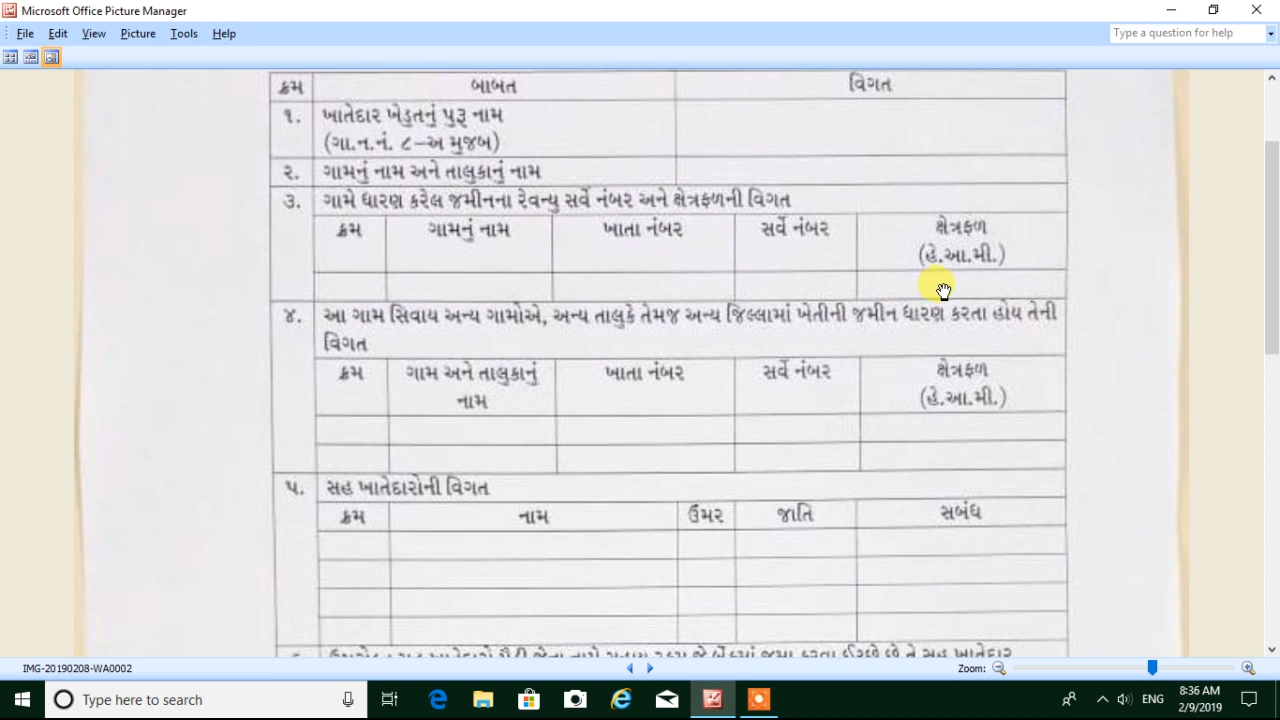 Microsoft Office Picture Manager
File Edit View Picture Tools Help
Type a question for help
ક્રમ બાબત વિગત
૧. ખાતેદાર ખેડુતનું પુરૂ નામ
(ગા.ન.નં. ૮-અ મુજબ)
૨. ગામનું નામ અને તાલુકાનું નામ
૩. ગામે ધારણ કરેલ જમીનના રેવન્યુ સર્વે નંબર અને ક્ષેત્રફળની વિગત
ક્રમ ગામનું નામ ખાતા નંબર સર્વે નંબર ક્ષેત્રફળ
(હે.આ.મી.)
૪. આ ગામ સિવાય અન્ય ગામોએ, અન્ય તાલુકે તેમજ અન્ય જિલ્લામાં ખેતીની જમીન ધારણ કરતા હોય તેની
વિગત
ક્રમ ગામ અને તાલુકાનું ખાતા નંબર સર્વે નંબર ક્ષેત્રફળ
નામ (હે.આ.મી.)
૫. સહ ખાતેદારોની વિગત
ક્રમ નામ ઉંમર જાતિ સબંધ
IMG-20190208-WA0002
Zoom:
Type here to search
ENG
8:36 AM
2/9/2019